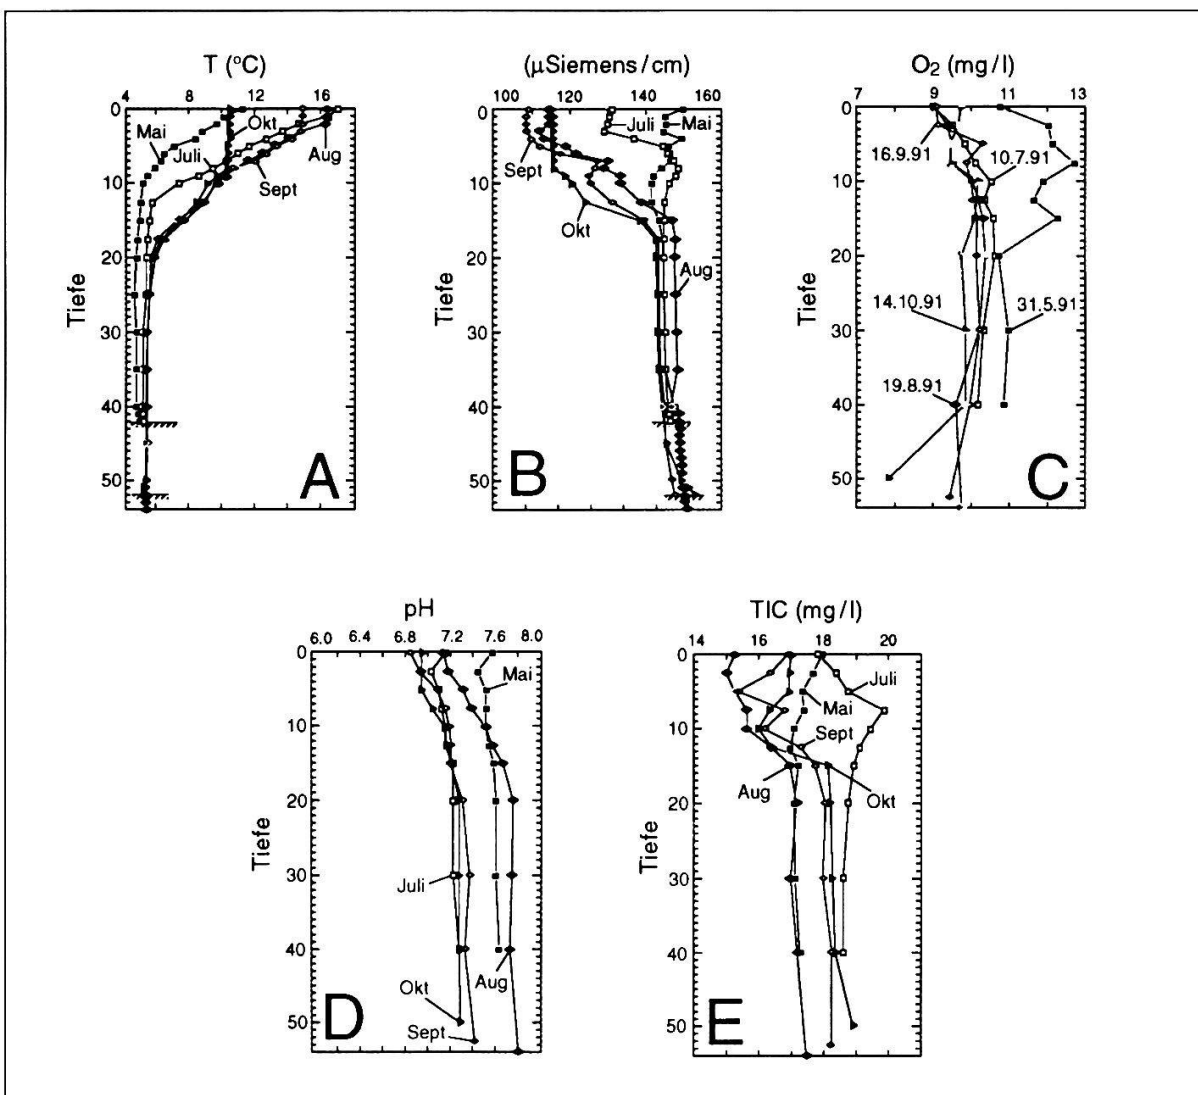 T (°C)
4 8 12 16
0
10
20
30
40
50
Tiefe
Mai
Okt
Juli
Aug
Sept
A
(µSiemens/cm)
100 120 140 160
0
10
20
30
40
50
Tiefe
Juli
Mai
Sept
Okt
Aug
B
O₂ (mg/l)
7 9 11 13
0
10
20
30
40
50
Tiefe
16.9.91
10.7.91
14.10.91
31.5.91
19.8.91
C
pH
6.0 6.4 6.8 7.2 7.6 8.0
0
10
20
30
40
50
Tiefe
Mai
Juli
Aug
Okt
Sept
D
TIC (mg/l)
14 16 18 20
0
10
20
30
40
50
Tiefe
Juli
Mai
Sept
Aug
Okt
E